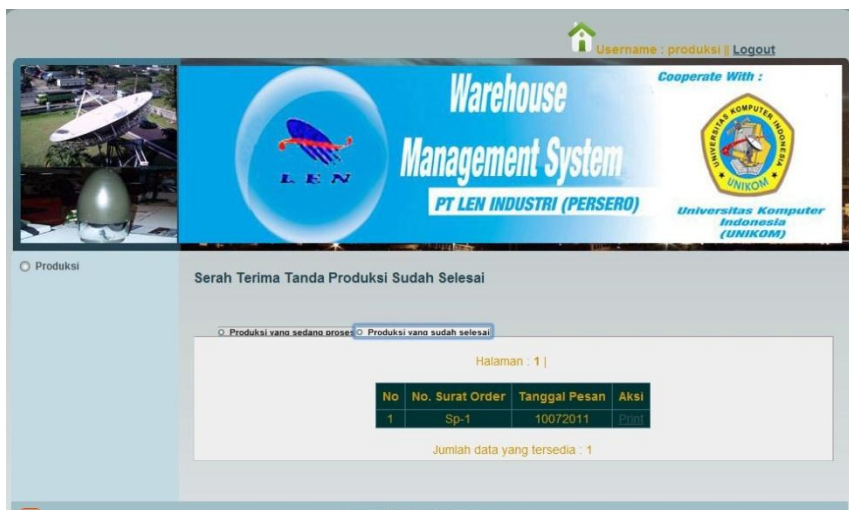 Username : produksi || Logout
Warehouse
Management System
PT LEN INDUSTRI (PERSERO)
LEN
Cooperate With :
UNIVERSITAS KOMPUTER INDONESIA
UNIKOM
Universitas Komputer
Indonesia
(UNIKOM)
Produksi
Serah Terima Tanda Produksi Sudah Selesai
Produksi yang sedang proses Produksi yang sudah selesai
Halaman : 1 |
No No. Surat Order Tanggal Pesan Aksi
1 Sp-1 10072011 Print
Jumlah data yang tersedia : 1